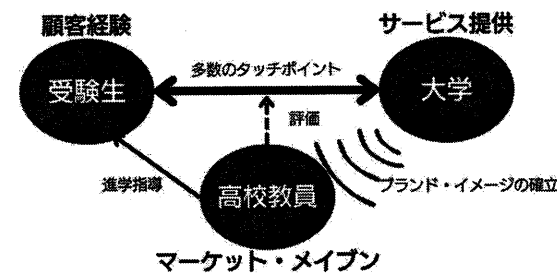 顧客経験
サービス提供
受験生
多数のタッチポイント
大学
評価
進学指導
高校教員
ブランド・イメージの確立
マーケット・メイブン